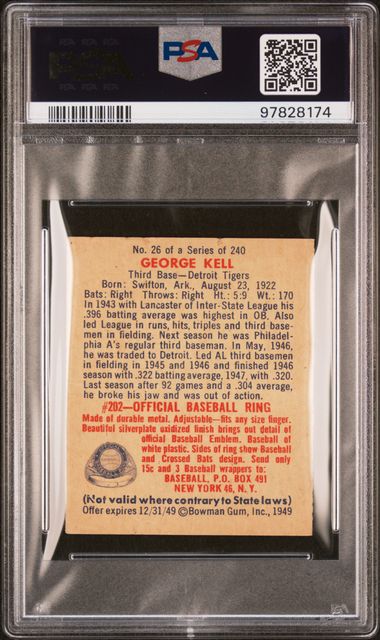 PSA
97828174
No. 26 of a Series of 240
GEORGE KELL
Third Base—Detroit Tigers
Born: Swifton, Ark., August 23, 1922
Bats: Right Throws: Right Ht.: 5:9 Wt.: 170
In 1943 with Lancaster of Inter-State League his
.396 batting average was highest in OB. Also
led League in runs, hits, triples and third base-
men in fielding. Next season he was Philadel-
phia A's regular third baseman. In May, 1946,
he was traded to Detroit. Led AL third basemen
in fielding in 1945 and 1946 and finished 1946
season with .322 batting average, 1947, with .320.
Last season after 92 games and a .304 average,
he broke his jaw and was out of action.
#202—OFFICIAL BASEBALL RING
Made of durable metal. Adjustable—fits any size finger.
Beautiful silverplate oxidized finish brings out detail of
official Baseball Emblem. Baseball of
white plastic. Sides of ring show Baseball
and Crossed Bats design. Send only
15c and 3 Baseball wrappers to:
BASEBALL, P.O. BOX 491
NEW YORK 46, N. Y.
(Not valid where contrary to State laws)
Offer expires 12/31/49 ©Bowman Gum, Inc., 1949